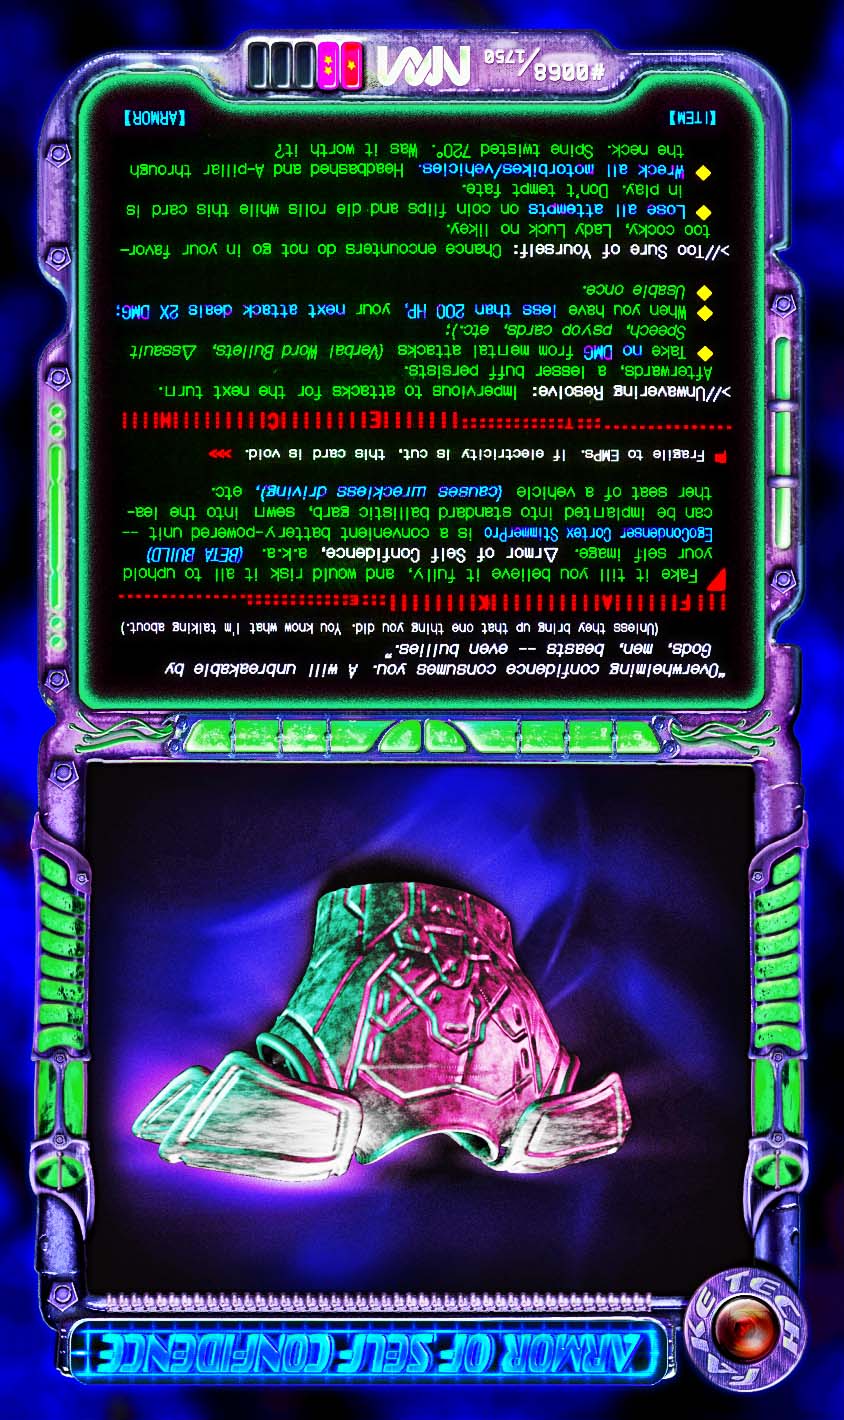 ARMOR OF SELF CONFIDENCE
FAKE TECH
"Overwhelming confidence consumes you. A will unbreakable by
Gods, men, beasts -- even bullies."
(Unless they bring up that one thing you did. You know what I'm talking about.)
FAKE
Fake it till you believe it fully, and would risk it all to uphold
your self image. Armor of Self Confidence, a.k.a. (BETA BUILD)
EgoCondenser Cortex StimmerPro is a convenient battery-powered unit --
can be implanted into standard ballistic garb, sewn into the lea-
ther seat of a vehicle (causes wreckless driving), etc.
Fragile to EMPs. If electricity is cut, this card is void. >>>
TECH
>//Unwavering Resolve: Impervious to attacks for the next turn.
Afterwards, a lesser buff persists.
◆ Take no DMG from mental attacks (Verbal Word Bullets, Assault
Speech, psyop cards, etc.);
◆ When you have less than 200 HP, your next attack deals 2X DMG;
◆ Usable once.
>//Too Sure of Yourself: Chance encounters do not go in your favor-
too cocky, Lady Luck no likey.
◆ Lose all attempts on coin flips and die rolls while this card is
in play. Don't tempt fate.
◆ Wreck all motorbikes/vehicles. Headbashed and A-pillar through
the neck. Spine twisted 720°. Was it worth it?
[ITEM] [ARMOR]
#0068/1750